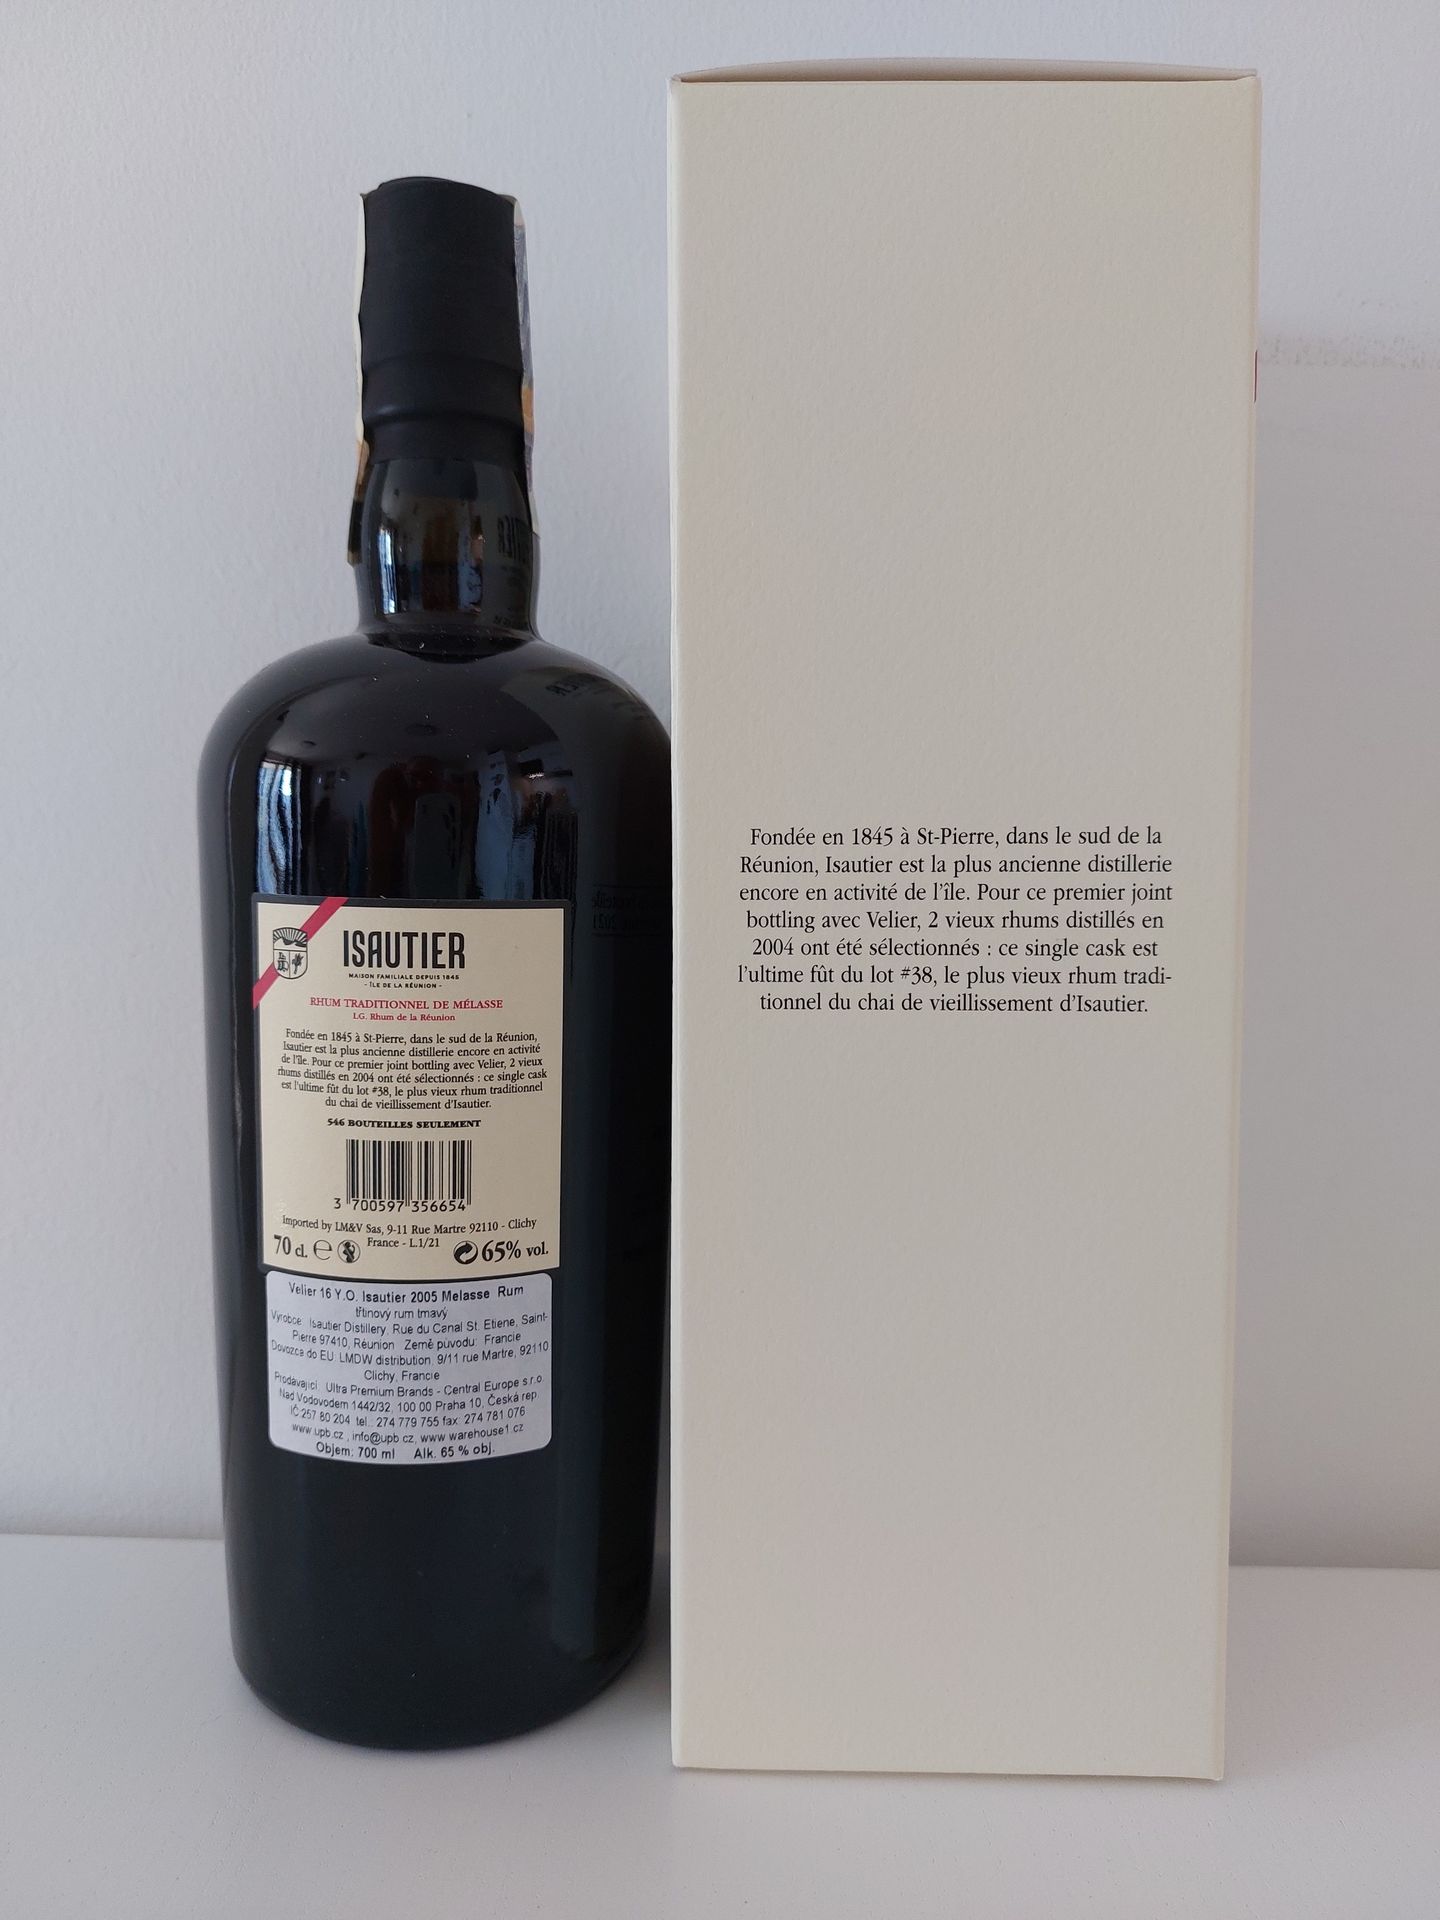 ISAUTIER
MAISON FAMILIALE DEPUIS 1845
- ÎLE DE LA RÉUNION -
RHUM TRADITIONNEL DE MÉLASSE
I.G. Rhum de la Réunion
Fondée en 1845 à St-Pierre, dans le sud de la Réunion,
Isautier est la plus ancienne distillerie encore en activité
de l'île. Pour ce premier joint bottling avec Velier, 2 vieux
rhums distillés en 2004 ont été sélectionnés : ce single cask
est l'ultime fût du lot #38, le plus vieux rhum traditionnel
du chai de vieillissement d'Isautier.
546 BOUTEILLES SEULEMENT
3 700597 356654
Imported by LM&V Sas, 9-11 Rue Martre 92110 - Clichy
France - L.1/21
70 cl. e 65% vol.
Velier 16 Y.O. Isautier 2005 Melasse Rum
třtinový rum tmavý
Výrobce: Isautier Distillery, Rue du Canal St. Etiene, Saint-
Pierre 97410, Réunion Země původu: Francie
Dovozce do EU: LMDW distribution. 9/11 rue Martre, 92110
Clichy, Francie
Prodávající: Ultra Premium Brands - Central Europe s.r.o.
Nad Vodovodem 1442/32, 100 00 Praha 10, Česká rep.
IČ:257 80 204 tel.: 274 779 755 fax: 274 781 076
www.upb.cz , info@upb.cz, www.warehouse1.cz
Objem: 700 ml Alk. 65 % obj.
Fondée en 1845 à St-Pierre, dans le sud de la
Réunion, Isautier est la plus ancienne distillerie
encore en activité de l'île. Pour ce premier joint
bottling avec Velier, 2 vieux rhums distillés en
2004 ont été sélectionnés : ce single cask est
l'ultime fût du lot #38, le plus vieux rhum tradi-
tionnel du chai de vieillissement d'Isautier.